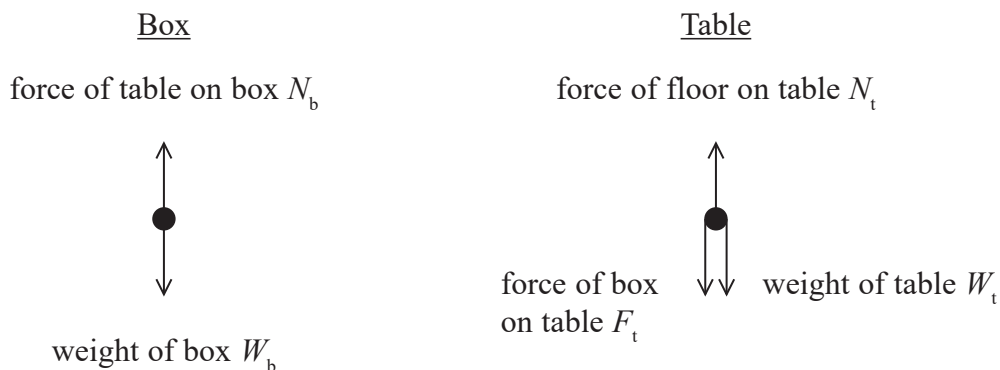 Box
force of table on box N_b
weight of box W_b
Table
force of floor on table N_t
force of box
on table F_t
weight of table W_t